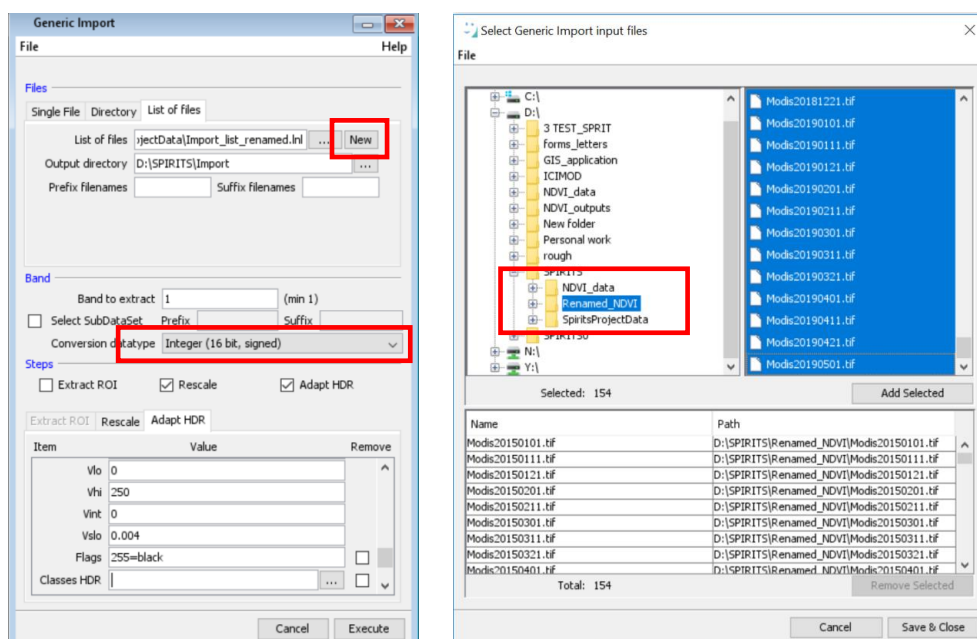 Generic Import
File Help
Files
Single File Directory List of files
List of files ojectData\Import_list_renamed.lnl ... New
Output directory D:\SPIRITS\Import ...
Prefix filenames Suffix filenames
Band
Band to extract 1 (min 1)
Select SubDataSet Prefix Suffix
Conversion datatype Integer (16 bit, signed)
Steps
Extract ROI Rescale Adapt HDR
Extract ROI Rescale Adapt HDR
Item Value Remove
Vlo 0
Vhi 250
Vint 0
Vslo 0.004
Flags 255=black
Classes HDR ...
Cancel Execute
Select Generic Import input files
File
C:\
D:\
3 TEST_SPRIT
forms_letters
GIS_application
ICIMOD
NDVI_data
NDVI_outputs
New folder
Personal work
rough
SPIRITS
NDVI_data
Renamed_NDVI
SpiritsProjectData
SPIRITS0
N:\
Y:\
Modis20181221.tif
Modis20190101.tif
Modis20190111.tif
Modis20190121.tif
Modis20190201.tif
Modis20190211.tif
Modis20190301.tif
Modis20190311.tif
Modis20190321.tif
Modis20190401.tif
Modis20190411.tif
Modis20190421.tif
Modis20190501.tif
Selected: 154 Add Selected
Name Path
Modis20150101.tif D:\SPIRITS\Renamed_NDVI\Modis20150101.tif
Modis20150111.tif D:\SPIRITS\Renamed_NDVI\Modis20150111.tif
Modis20150121.tif D:\SPIRITS\Renamed_NDVI\Modis20150121.tif
Modis20150201.tif D:\SPIRITS\Renamed_NDVI\Modis20150201.tif
Modis20150211.tif D:\SPIRITS\Renamed_NDVI\Modis20150211.tif
Modis20150301.tif D:\SPIRITS\Renamed_NDVI\Modis20150301.tif
Modis20150311.tif D:\SPIRITS\Renamed_NDVI\Modis20150311.tif
Modis20150321.tif D:\SPIRITS\Renamed_NDVI\Modis20150321.tif
Modis20150401.tif D:\SPIRITS\Renamed_NDVI\Modis20150401.tif
Total: 154 Remove Selected
Cancel Save & Close